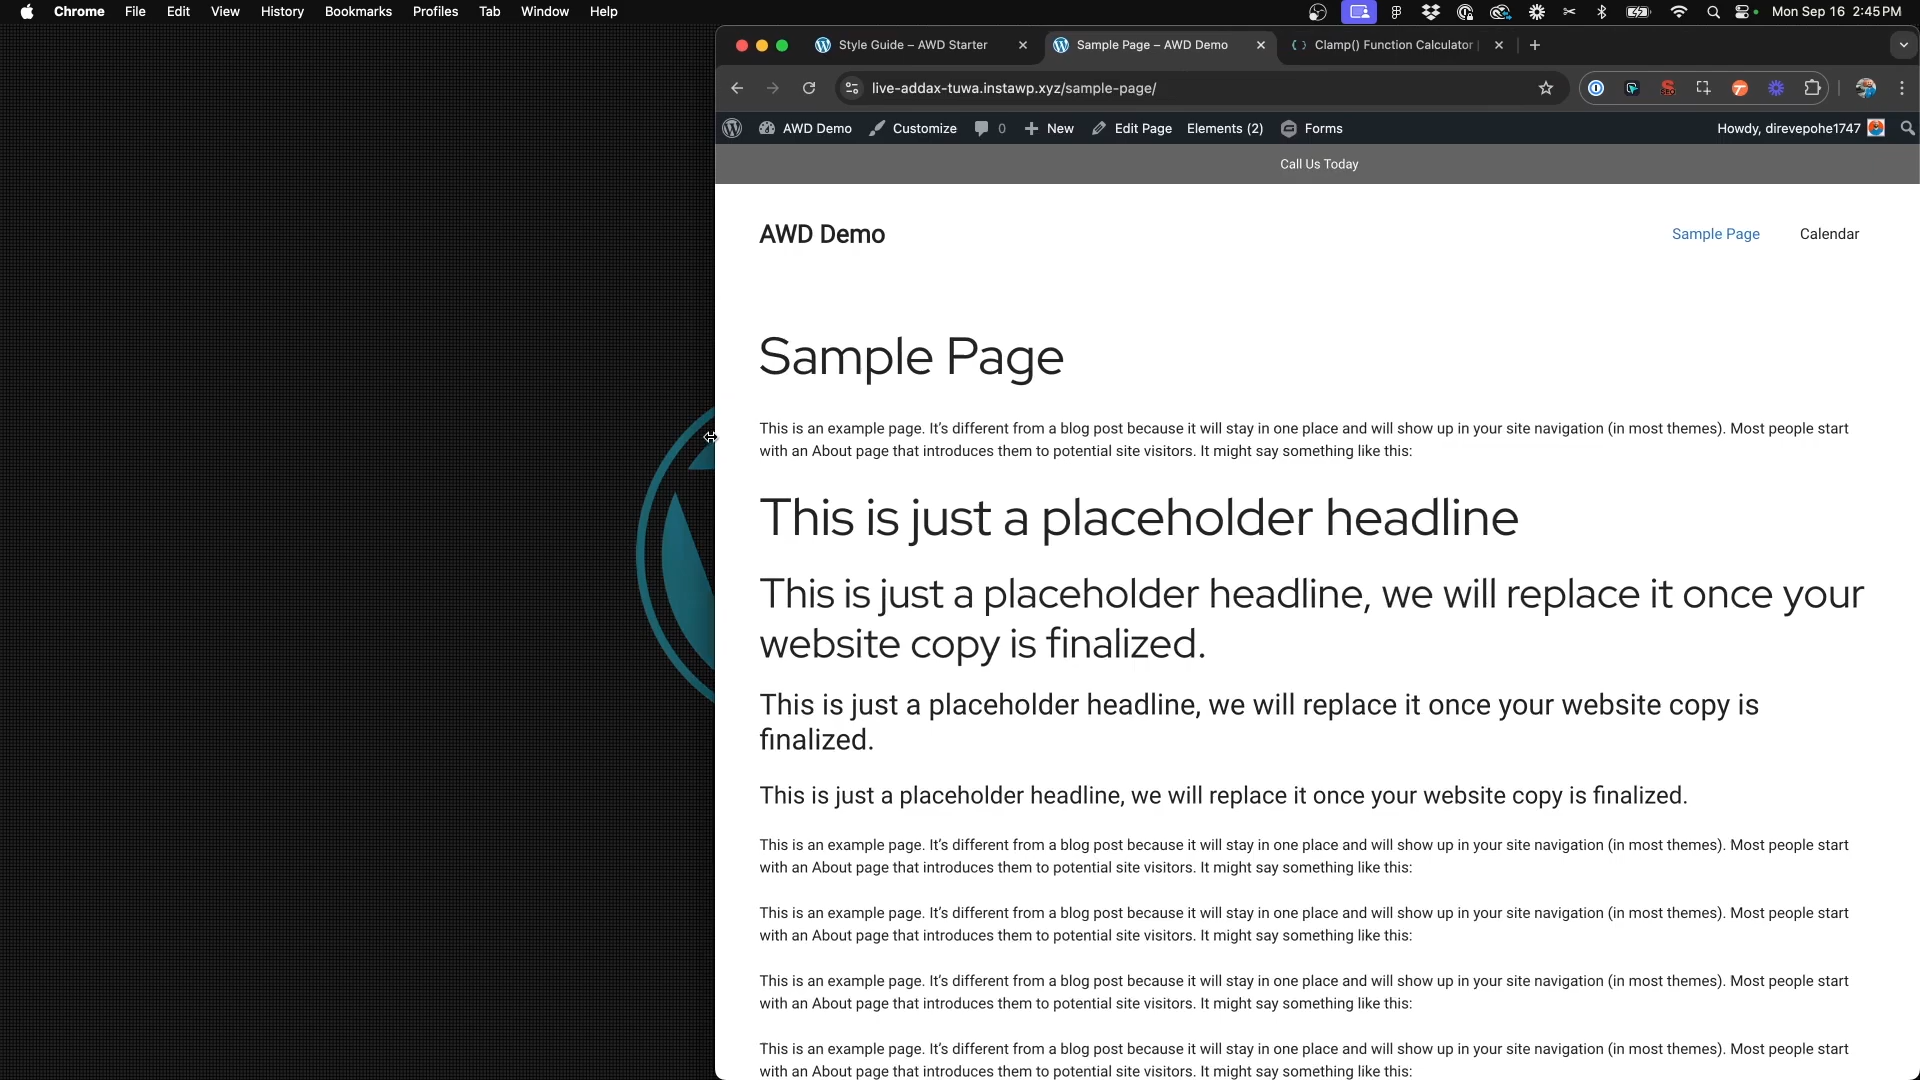 Chrome File Edit View History Bookmarks Profiles Tab Window Help Mon Sep 16 2:45 PM
Style Guide – AWD Starter Sample Page – AWD Demo Clamp() Function Calculator
live-addax-tuwa.instawp.xyz/sample-page/
AWD Demo Customize 0 New Edit Page Elements (2) Forms Howdy, direvepohe1747
Call Us Today
AWD Demo Sample Page Calendar
Sample Page
This is an example page. It’s different from a blog post because it will stay in one place and will show up in your site navigation (in most themes). Most people start
with an About page that introduces them to potential site visitors. It might say something like this:
This is just a placeholder headline
This is just a placeholder headline, we will replace it once your
website copy is finalized.
This is just a placeholder headline, we will replace it once your website copy is
finalized.
This is just a placeholder headline, we will replace it once your website copy is finalized.
This is an example page. It’s different from a blog post because it will stay in one place and will show up in your site navigation (in most themes). Most people start
with an About page that introduces them to potential site visitors. It might say something like this:
This is an example page. It’s different from a blog post because it will stay in one place and will show up in your site navigation (in most themes). Most people start
with an About page that introduces them to potential site visitors. It might say something like this:
This is an example page. It’s different from a blog post because it will stay in one place and will show up in your site navigation (in most themes). Most people start
with an About page that introduces them to potential site visitors. It might say something like this:
This is an example page. It’s different from a blog post because it will stay in one place and will show up in your site navigation (in most themes). Most people start
with an About page that introduces them to potential site visitors. It might say something like this: